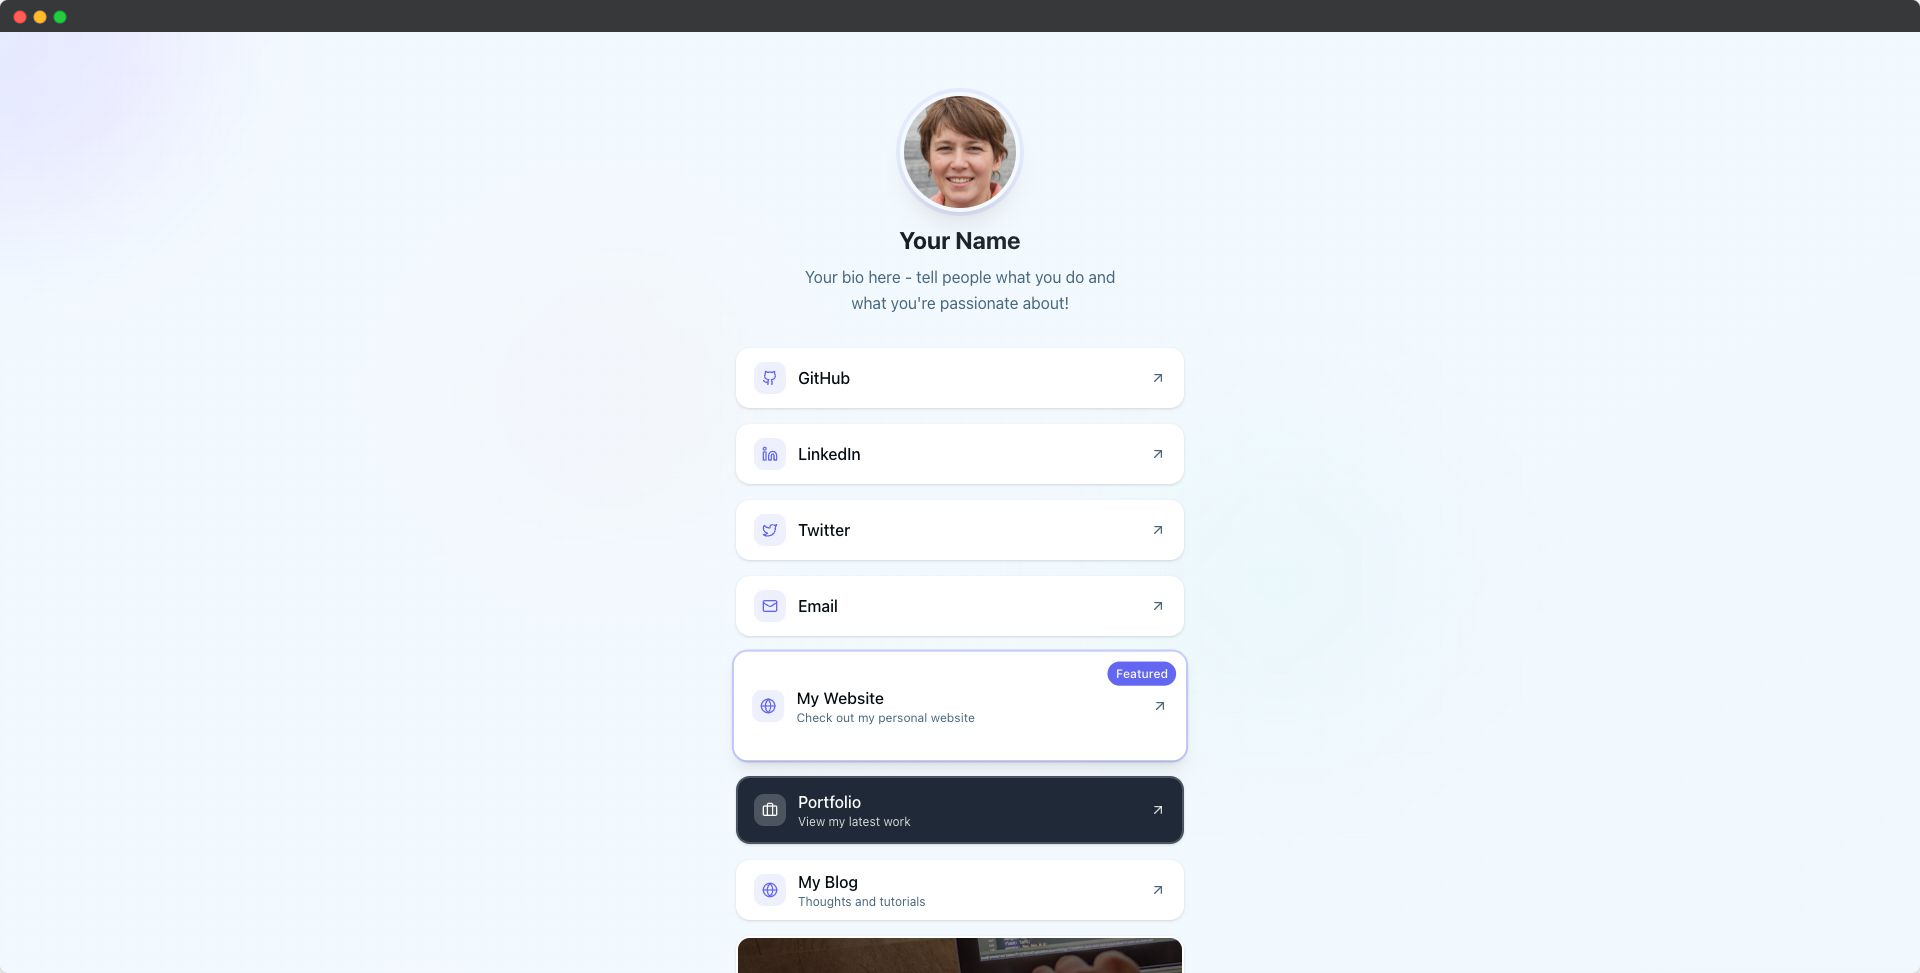 Your Name
Your bio here - tell people what you do and
what you're passionate about!
GitHub
LinkedIn
Twitter
Email
Featured
My Website
Check out my personal website
Portfolio
View my latest work
My Blog
Thoughts and tutorials